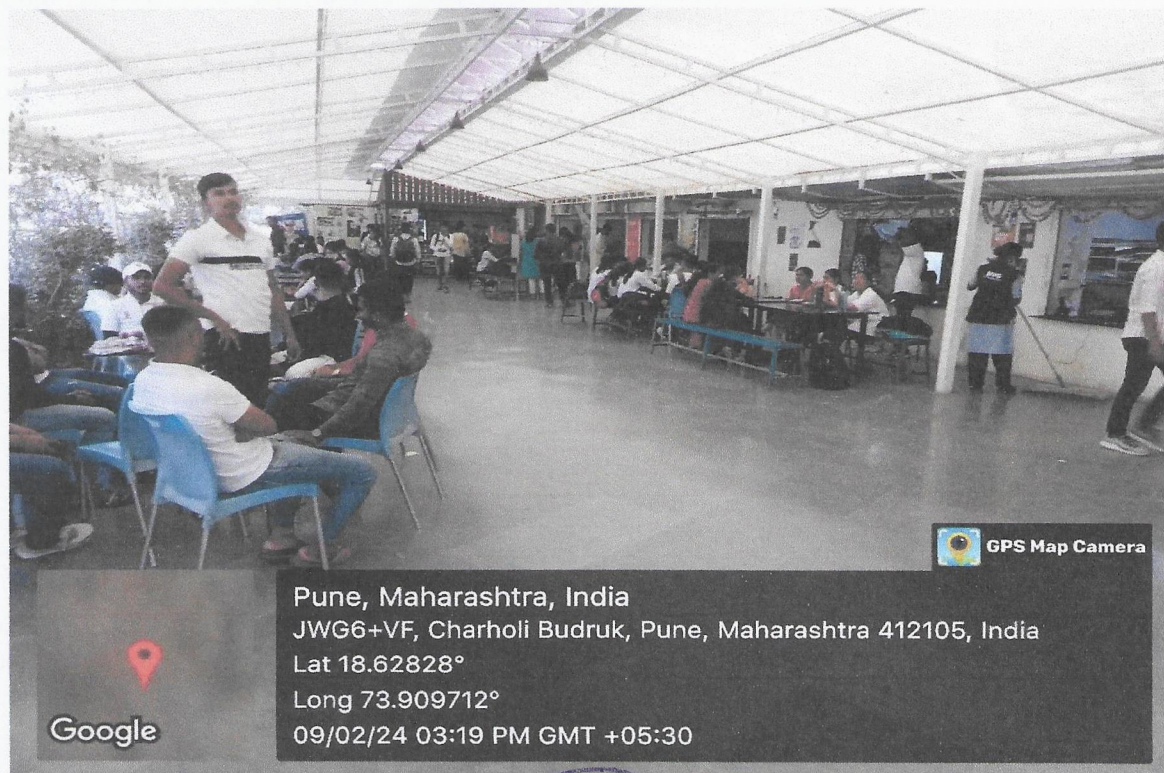 GPS Map Camera
Pune, Maharashtra, India
JWG6+VF, Charholi Budruk, Pune, Maharashtra 412105, India
Lat 18.62828°
Long 73.909712°
09/02/24 03:19 PM GMT +05:30
Google